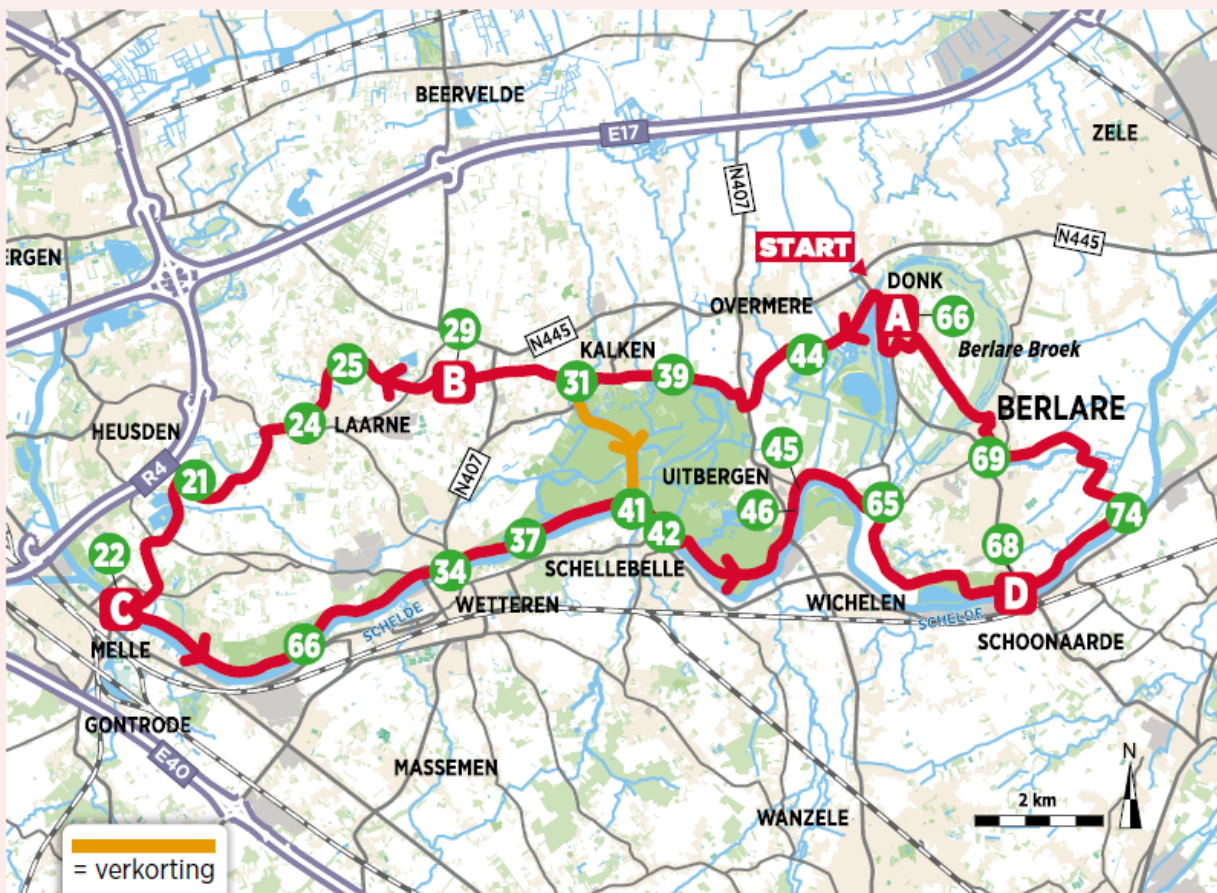 BEERVELDE
E17
ZELE
N407
N445
ERGEN
START
DONK
OVERMERE
A
66
Berlare Broek
29
N445
KALKEN
44
25
B
31
39
BERLARE
24
LAARNE
HEUSDEN
45
69
21
N407
UITBERGEN
R4
46
65
41
74
42
37
68
22
34
SCHELLEBELLE
C
WETTEREN
WICHELEN
D
SCHELDE
SCHELDE
MELLE
66
SCHOONAARDE
GONTRODE
E40
MASSEMEN
N
2 km
WANZELE
= verkorting